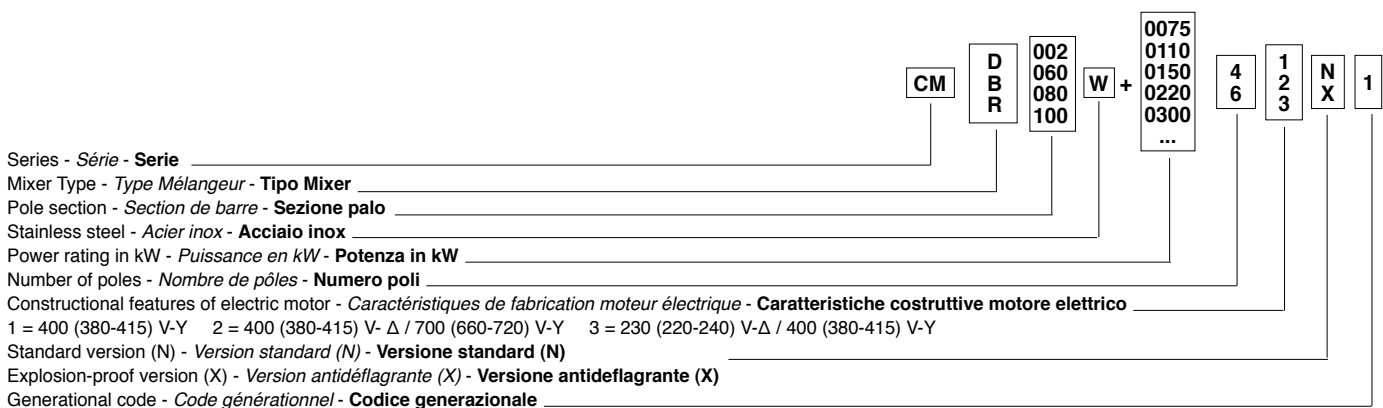 0075
0110
002 0150
D 060 0220 1
CM B 080 W + 0300 4 2 N 1
R 100 ... 6 3 X
Series - Série - Serie
Mixer Type - Type Mélangeur - Tipo Mixer
Pole section - Section de barre - Sezione palo
Stainless steel - Acier inox - Acciaio inox
Power rating in kW - Puissance en kW - Potenza in kW
Number of poles - Nombre de pôles - Numero poli
Constructional features of electric motor - Caractéristiques de fabrication moteur électrique - Caratteristiche costruttive motore elettrico
1 = 400 (380-415) V-Y 2 = 400 (380-415) V- Δ / 700 (660-720) V-Y 3 = 230 (220-240) V-Δ / 400 (380-415) V-Y
Standard version (N) - Version standard (N) - Versione standard (N)
Explosion-proof version (X) - Version antidéflagrante (X) - Versione antideflagrante (X)
Generational code - Code générationnel - Codice generazionale